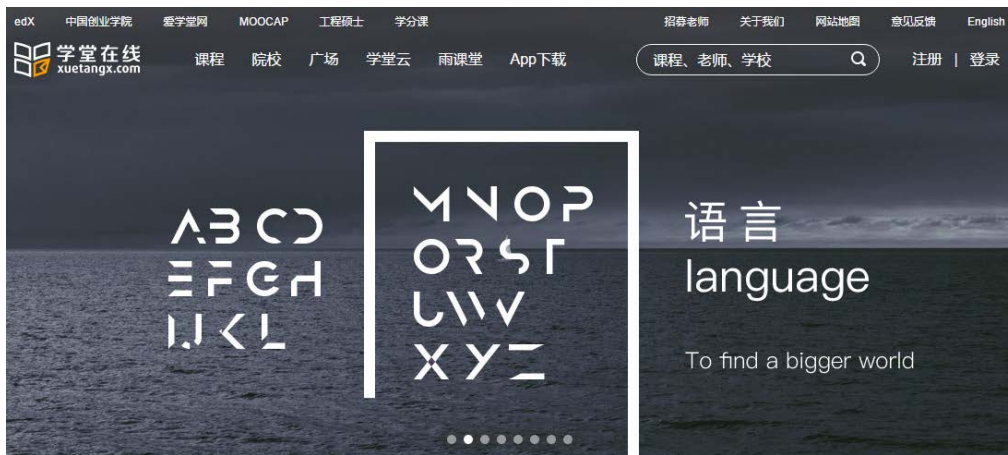 edX 中国创业学院 爱学堂网 MOOCAP 工程硕士 学分课 招募老师 关于我们 网站地图 意见反馈 English
学堂在线
xuetangx.com
课程 院校 广场 学堂云 雨课堂 App下载 课程、老师、学校 注册 | 登录
ABCD
EFGH
IJKL
MNOP
QRST
UVWV
XYZ
语言
language
To find a bigger world